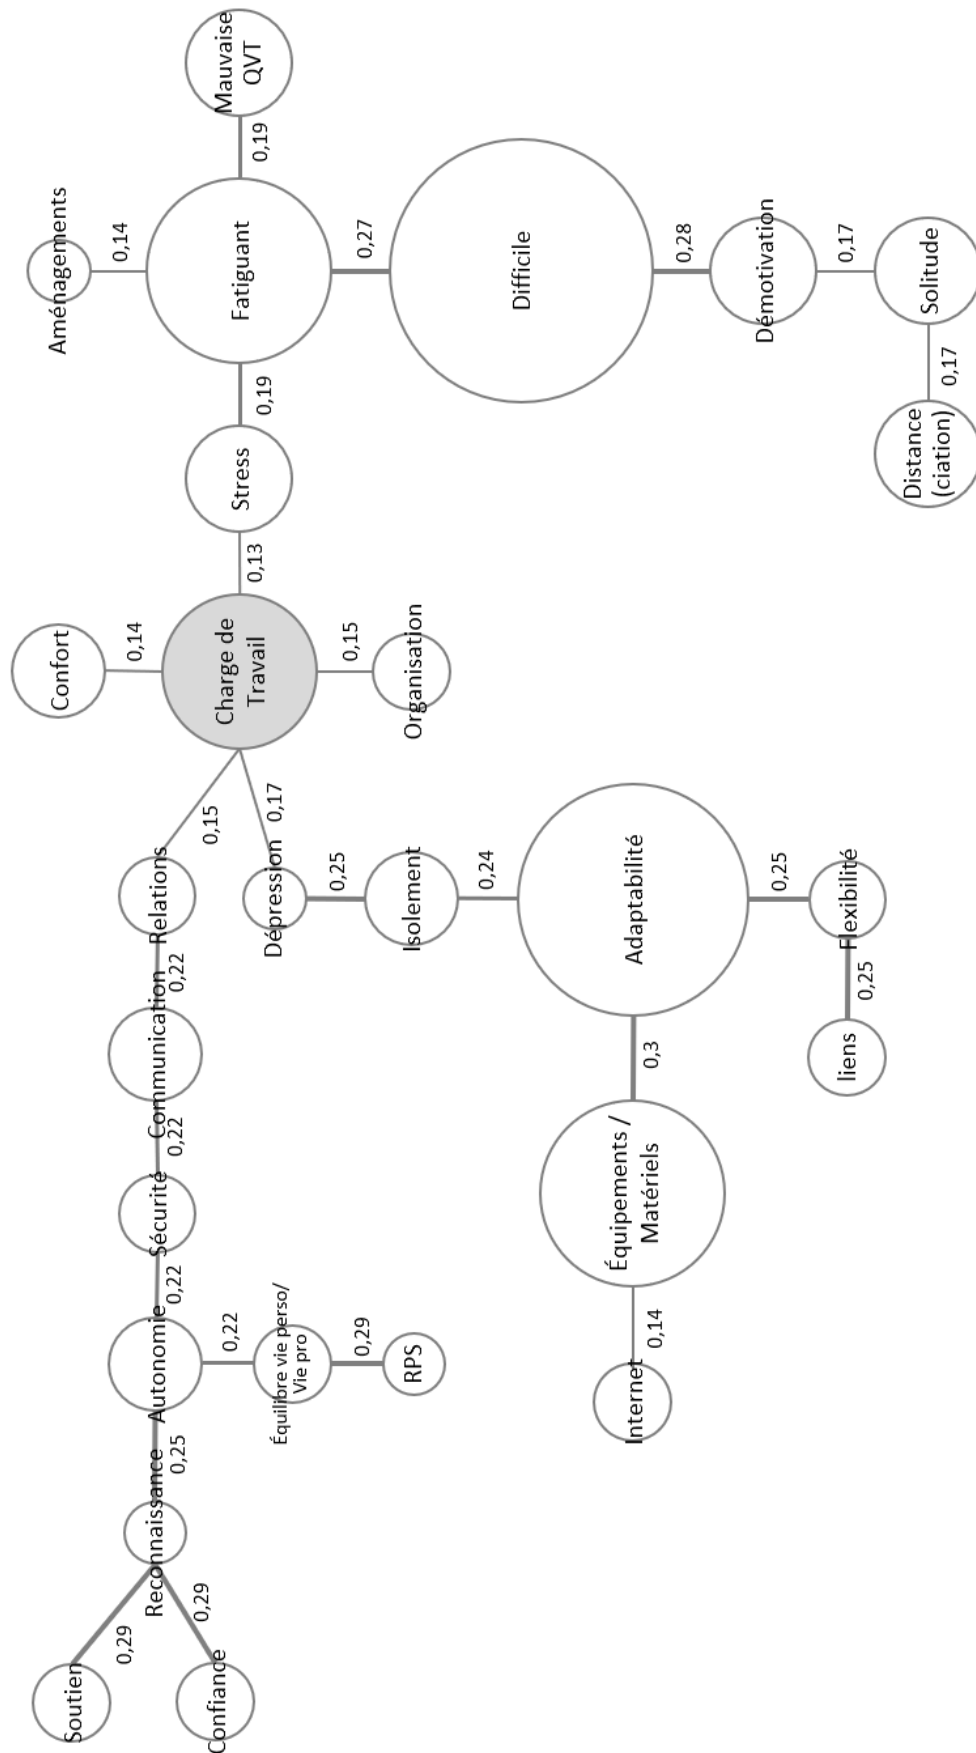 Soutien
Confort
Aménagements
0,29
0,14
0,14
Reconnaissance
Autonomie
Sécurité
Communication
Relations
0,25
0,22
0,22
0,22
0,15
0,29
Confiance
Charge de
Travail
0,13
Stress
0,19
Fatiguant
0,19
Mauvaise
QVT
0,22
Équilibre vie perso/
Vie pro
Dépression
0,17
0,29
0,25
0,15
0,27
RPS
Isolement
Organisation
0,24
Difficile
Internet
0,14
Équipements /
Matériels
0,3
Adaptabilité
0,28
0,25
Démotivation
liens
0,25
Flexibilité
0,17
Distance
(ciation)
0,17
Solitude